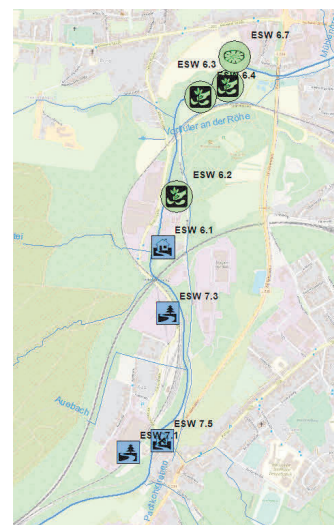 ESW 6.7
ESW 6.3
ESW 6.4
Vorfluter an der Röhe
ESW 6.2
ESW 6.1
ESW 7.3
Auebach
ESW 7.5
ESW 7.1